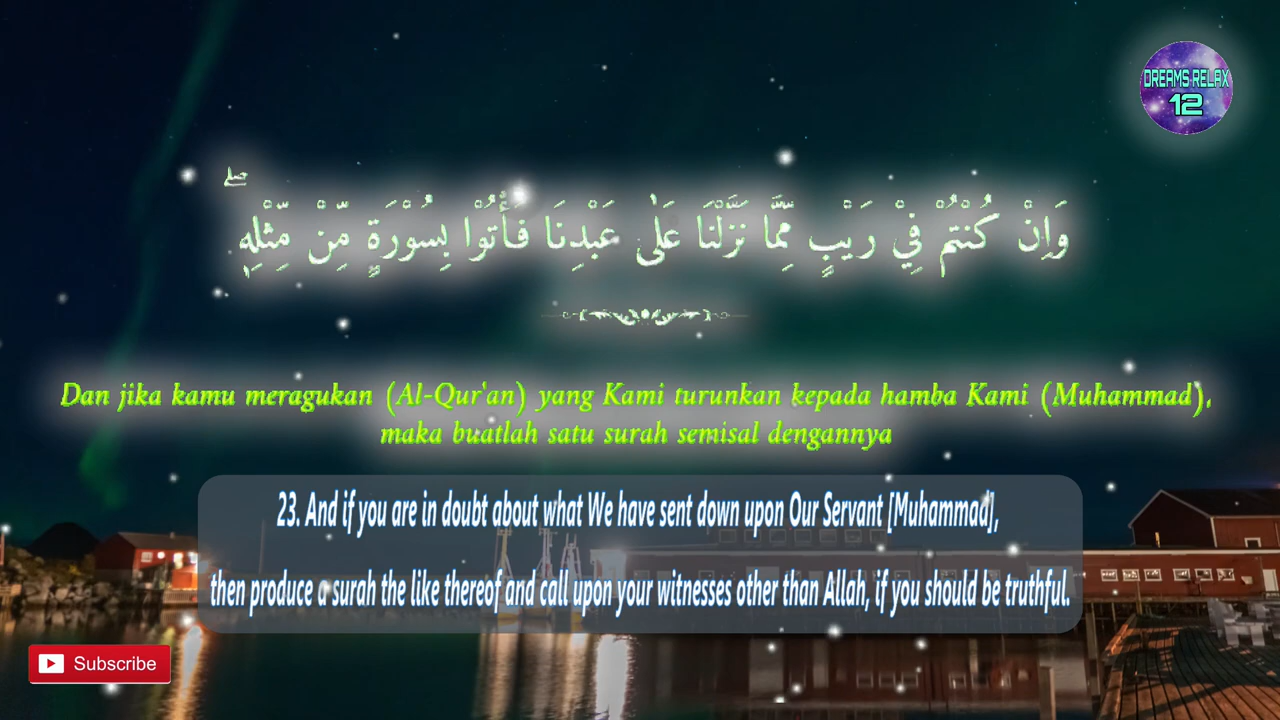 DREAMS RELAX
12
وَاِنْ كُنْتُمْ فِيْ رَيْبٍ مِّمَّا نَزَّلْنَا عَلٰى عَبْدِنَا فَأْتُوْا بِسُوْرَةٍ مِّنْ مِّثْلِهٖ ۖ
Dan jika kamu meragukan (Al-Qur'an) yang Kami turunkan kepada hamba Kami (Muhammad),
maka buatlah satu surah semisal dengannya
23. And if you are in doubt about what We have sent down upon Our Servant [Muhammad],
then produce a surah the like thereof and call upon your witnesses other than Allah, if you should be truthful.
Subscribe